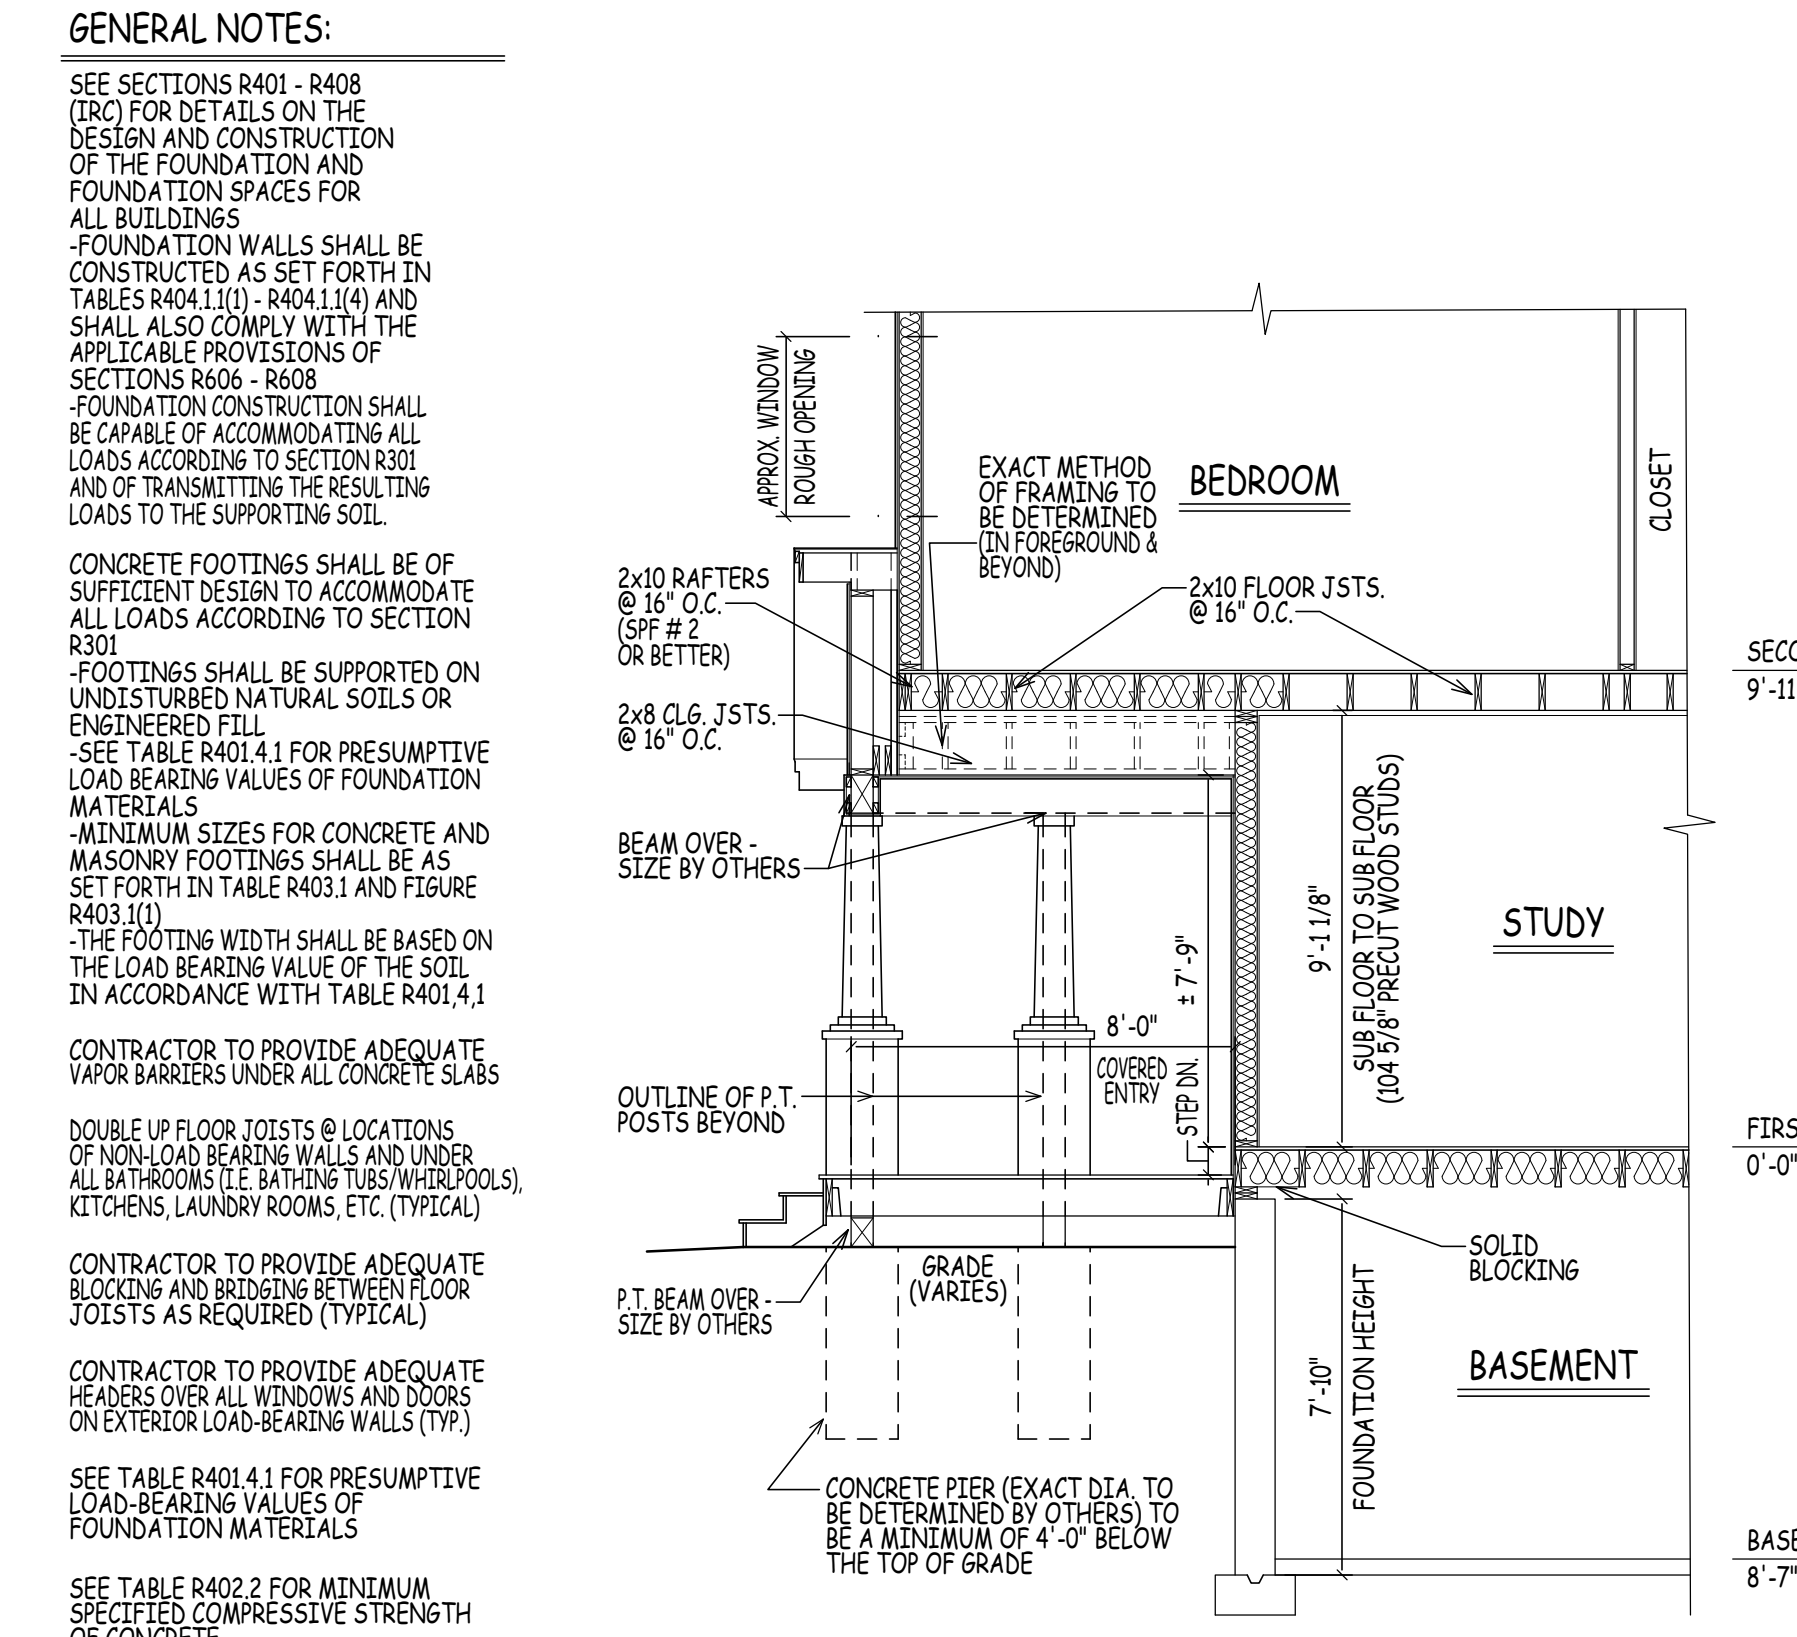 GENERAL NOTES:
SEE SECTIONS R401 - R408
(IRC) FOR DETAILS ON THE
DESIGN AND CONSTRUCTION
OF THE FOUNDATION AND
FOUNDATION SPACES FOR
ALL BUILDINGS
-FOUNDATION WALLS SHALL BE
CONSTRUCTED AS SET FORTH IN
TABLES R404.1.1(1) - R404.1.1(4) AND
SHALL ALSO COMPLY WITH THE
APPLICABLE PROVISIONS OF
SECTIONS R606 - R608
-FOUNDATION CONSTRUCTION SHALL
BE CAPABLE OF ACCOMMODATING ALL
LOADS ACCORDING TO SECTION R301
AND OF TRANSMITTING THE RESULTING
LOADS TO THE SUPPORTING SOIL.
CONCRETE FOOTINGS SHALL BE OF
SUFFICIENT DESIGN TO ACCOMMODATE
ALL LOADS ACCORDING TO SECTION
R301
-FOOTINGS SHALL BE SUPPORTED ON
UNDISTURBED NATURAL SOILS OR
ENGINEERED FILL
-SEE TABLE R401.4.1 FOR PRESUMPTIVE
LOAD BEARING VALUES OF FOUNDATION
MATERIALS
-MINIMUM SIZES FOR CONCRETE AND
MASONRY FOOTINGS SHALL BE AS
SET FORTH IN TABLE R403.1 AND FIGURE
R403.1(1)
-THE FOOTING WIDTH SHALL BE BASED ON
THE LOAD BEARING VALUE OF THE SOIL
IN ACCORDANCE WITH TABLE R401,4,1
CONTRACTOR TO PROVIDE ADEQUATE
VAPOR BARRIERS UNDER ALL CONCRETE SLABS
DOUBLE UP FLOOR JOISTS @ LOCATIONS
OF NON-LOAD BEARING WALLS AND UNDER
ALL BATHROOMS (I.E. BATHING TUBS/WHIRLPOOLS),
KITCHENS, LAUNDRY ROOMS, ETC. (TYPICAL)
CONTRACTOR TO PROVIDE ADEQUATE
BLOCKING AND BRIDGING BETWEEN FLOOR
JOISTS AS REQUIRED (TYPICAL)
CONTRACTOR TO PROVIDE ADEQUATE
HEADERS OVER ALL WINDOWS AND DOORS
ON EXTERIOR LOAD-BEARING WALLS (TYP.)
SEE TABLE R401.4.1 FOR PRESUMPTIVE
LOAD-BEARING VALUES OF
FOUNDATION MATERIALS
SEE TABLE R402.2 FOR MINIMUM
SPECIFIED COMPRESSIVE STRENGTH
OF CONCRETE
APPROX. WINDOW
ROUGH OPENING
EXACT METHOD
OF FRAMING TO
BE DETERMINED
(IN FOREGROUND &
BEYOND)
BEDROOM
CLOSET
2x10 RAFTERS
@ 16" O.C.
(SPF # 2
OR BETTER)
2x10 FLOOR JSTS.
@ 16" O.C.
2x8 CLG. JSTS.
@ 16" O.C.
BEAM OVER -
SIZE BY OTHERS
± 7'-9"
8'-0"
COVERED
ENTRY
STEP DN.
9'-1 1/8"
SUB FLOOR TO SUB FLOOR
(104 5/8" PRECUT WOOD STUDS)
STUDY
OUTLINE OF P.T.
POSTS BEYOND
SOLID
BLOCKING
GRADE
(VARIES)
P.T. BEAM OVER -
SIZE BY OTHERS
7'-10"
FOUNDATION HEIGHT
BASEMENT
CONCRETE PIER (EXACT DIA. TO
BE DETERMINED BY OTHERS) TO
BE A MINIMUM OF 4'-0" BELOW
THE TOP OF GRADE
SECO
9'-11
FIRS
0'-0"
BASE
8'-7"